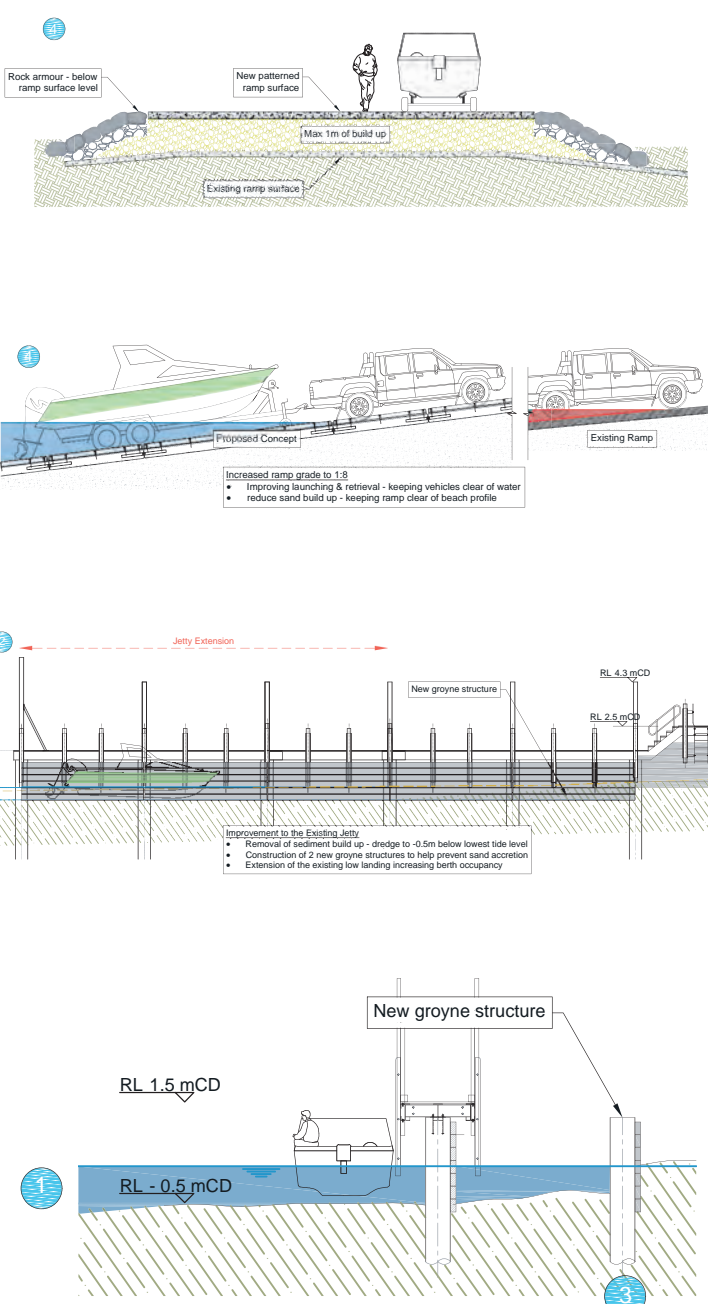 4
Rock armour - below
ramp surface level
New patterned
ramp surface
Max 1m of build up
Existing ramp surface
4
Proposed Concept
Existing Ramp
Increased ramp grade to 1:8
• Improving launching & retrieval - keeping vehicles clear of water
• reduce sand build up - keeping ramp clear of beach profile
2
Jetty Extension
RL 4.3 mCD
New groyne structure
RL 2.5 mCD
Improvement to the Existing Jetty
• Removal of sediment build up - dredge to -0.5m below lowest tide level
• Construction of 2 new groyne structures to help prevent sand accretion
• Extension of the existing low landing increasing berth occupancy
New groyne structure
RL 1.5 mCD
1
RL - 0.5 mCD
3